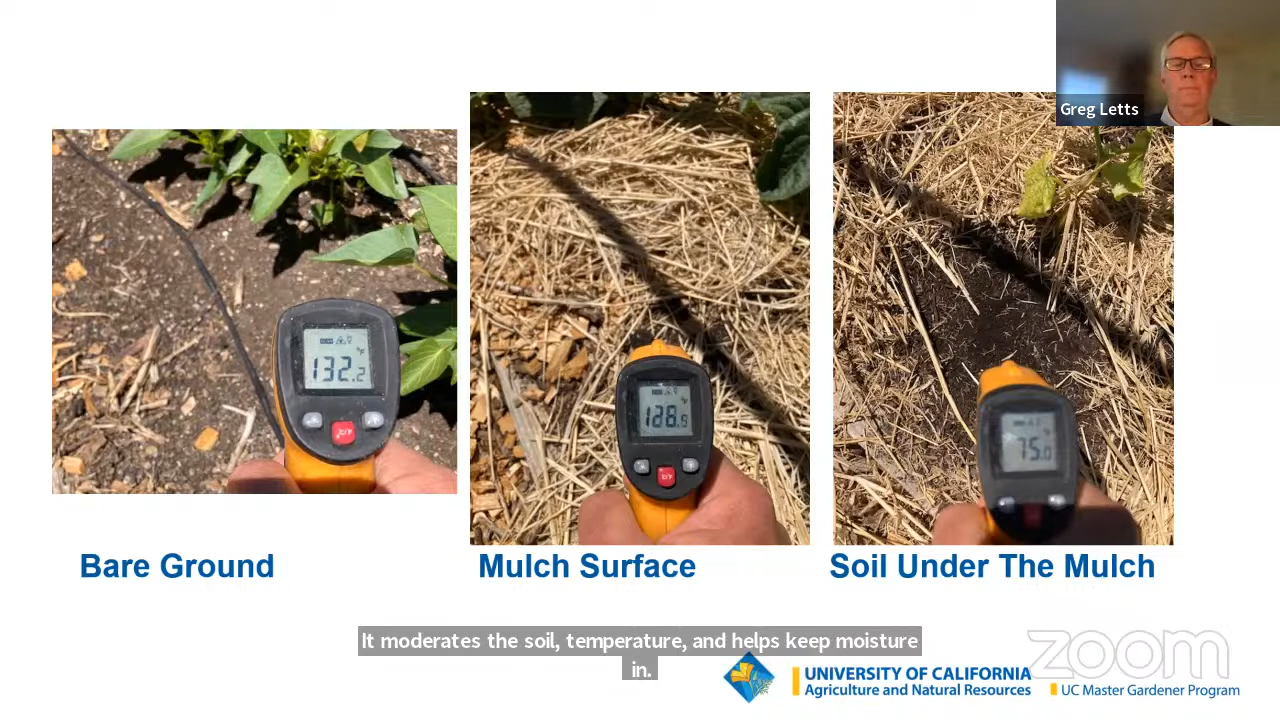 Greg Letts
°F
132.2
°F
128.5
75.0
Bare Ground
Mulch Surface
Soil Under The Mulch
It moderates the soil, temperature, and helps keep moisture
in.
zoom
UNIVERSITY OF CALIFORNIA
Agriculture and Natural Resources
UC Master Gardener Program